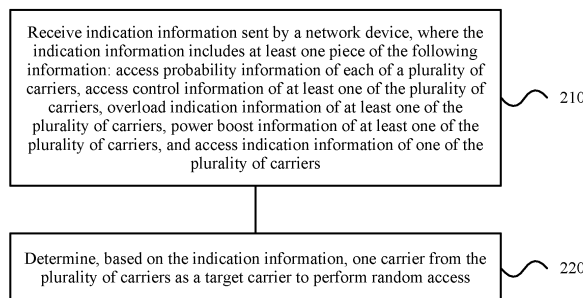 Receive indication information sent by a network device, where the
indication information includes at least one piece of the following
information: access probability information of each of a plurality of
carriers, access control information of at least one of the plurality of
carriers, overload indication information of at least one of the
plurality of carriers, power boost information of at least one of the
plurality of carriers, and access indication information of one of the
plurality of carriers
210
Determine, based on the indication information, one carrier from the
plurality of carriers as a target carrier to perform random access
220